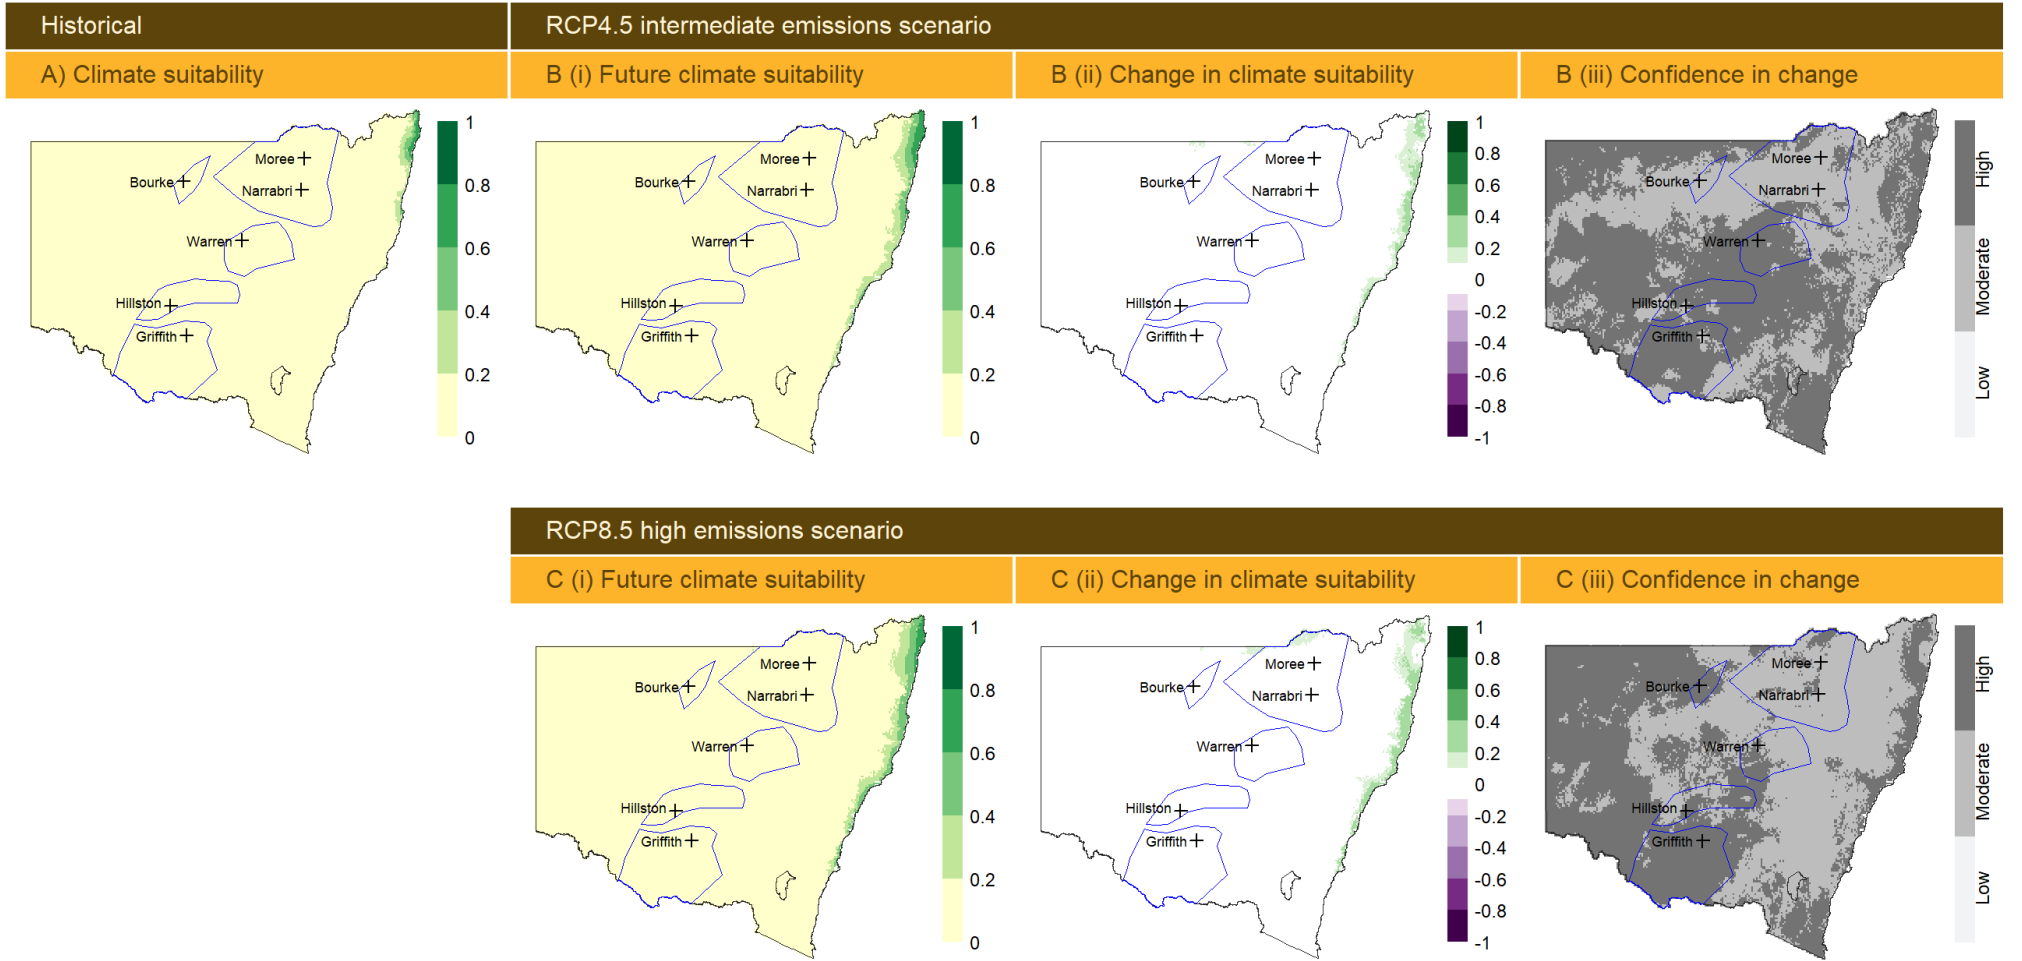 Historical
RCP4.5 intermediate emissions scenario
A) Climate suitability
B (i) Future climate suitability
B (ii) Change in climate suitability
B (iii) Confidence in change
Moree
Narrabri
Bourke
Warren
Hillston
Griffith
1
0.8
0.6
0.4
0.2
0
Moree
Narrabri
Bourke
Warren
Hillston
Griffith
1
0.8
0.6
0.4
0.2
0
Moree
Narrabri
Bourke
Warren
Hillston
Griffith
1
0.8
0.6
0.4
0.2
0
-0.2
-0.4
-0.6
-0.8
-1
Moree
Narrabri
Bourke
Warren
Hillston
Griffith
High
Moderate
Low
RCP8.5 high emissions scenario
C (i) Future climate suitability
C (ii) Change in climate suitability
C (iii) Confidence in change
Moree
Narrabri
Bourke
Warren
Hillston
Griffith
1
0.8
0.6
0.4
0.2
0
Moree
Narrabri
Bourke
Warren
Hillston
Griffith
1
0.8
0.6
0.4
0.2
0
-0.2
-0.4
-0.6
-0.8
-1
Moree
Narrabri
Bourke
Warren
Hillston
Griffith
High
Moderate
Low